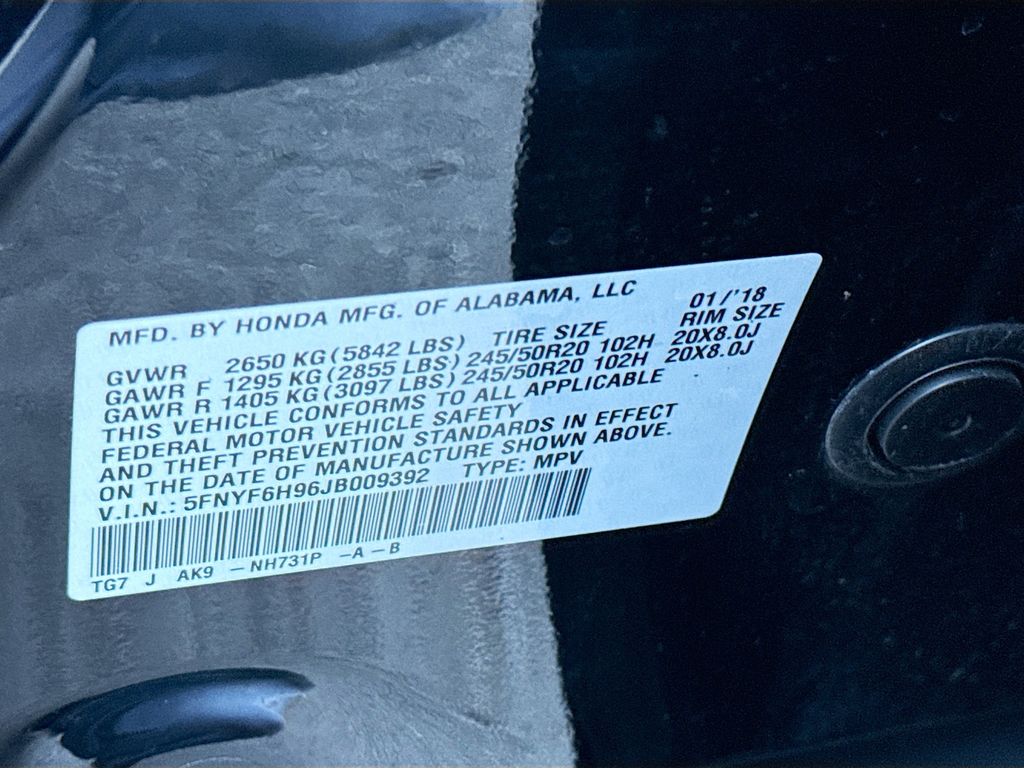 MFD. BY HONDA MFG. OF ALABAMA, LLC 01/'18
GVWR 2650 KG (5842 LBS) TIRE SIZE RIM SIZE
GAWR F 1295 KG (2855 LBS) 245/50R20 102H 20X8.0J
GAWR R 1405 KG (3097 LBS) 245/50R20 102H 20X8.0J
THIS VEHICLE CONFORMS TO ALL APPLICABLE
FEDERAL MOTOR VEHICLE SAFETY
AND THEFT PREVENTION STANDARDS IN EFFECT
ON THE DATE OF MANUFACTURE SHOWN ABOVE.
V.I.N.: 5FNYF6H96JB009392 TYPE: MPV
TG7 J AK9 – NH731P – A – B